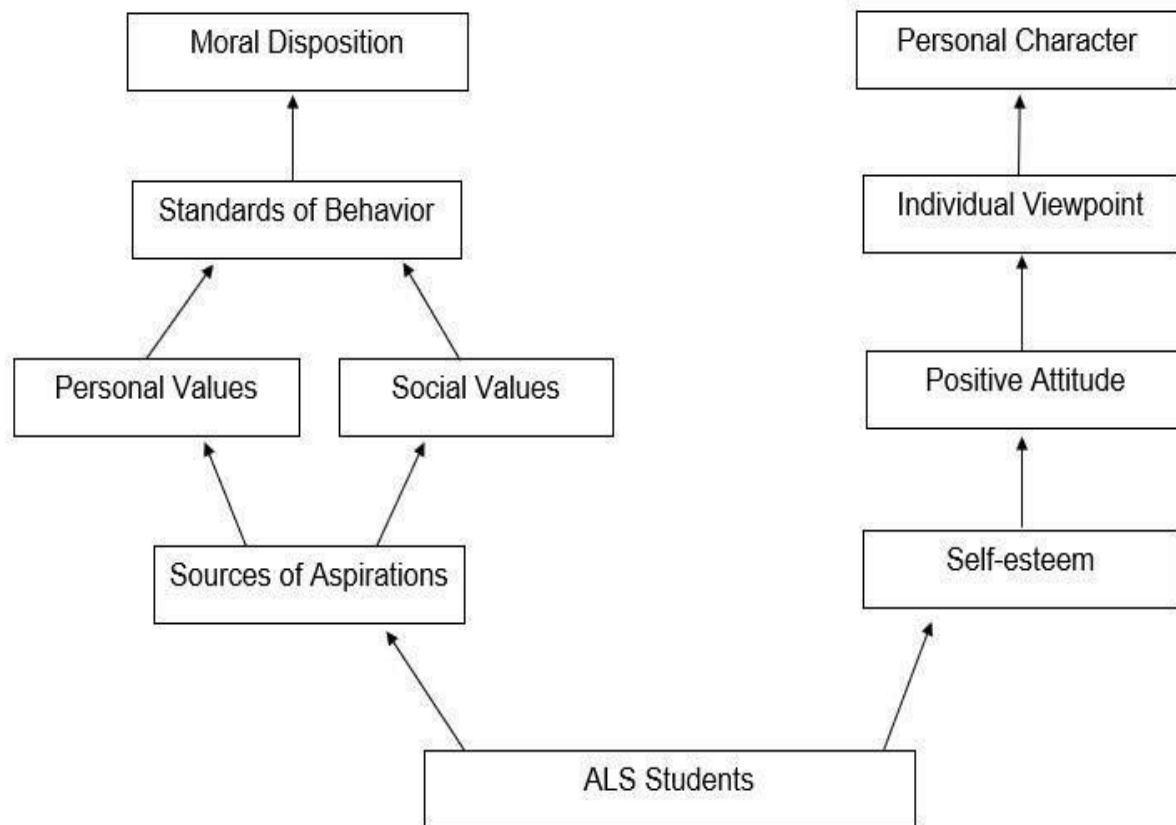 Moral Disposition
Personal Character
Standards of Behavior
Individual Viewpoint
Personal Values
Social Values
Positive Attitude
Sources of Aspirations
Self-esteem
ALS Students